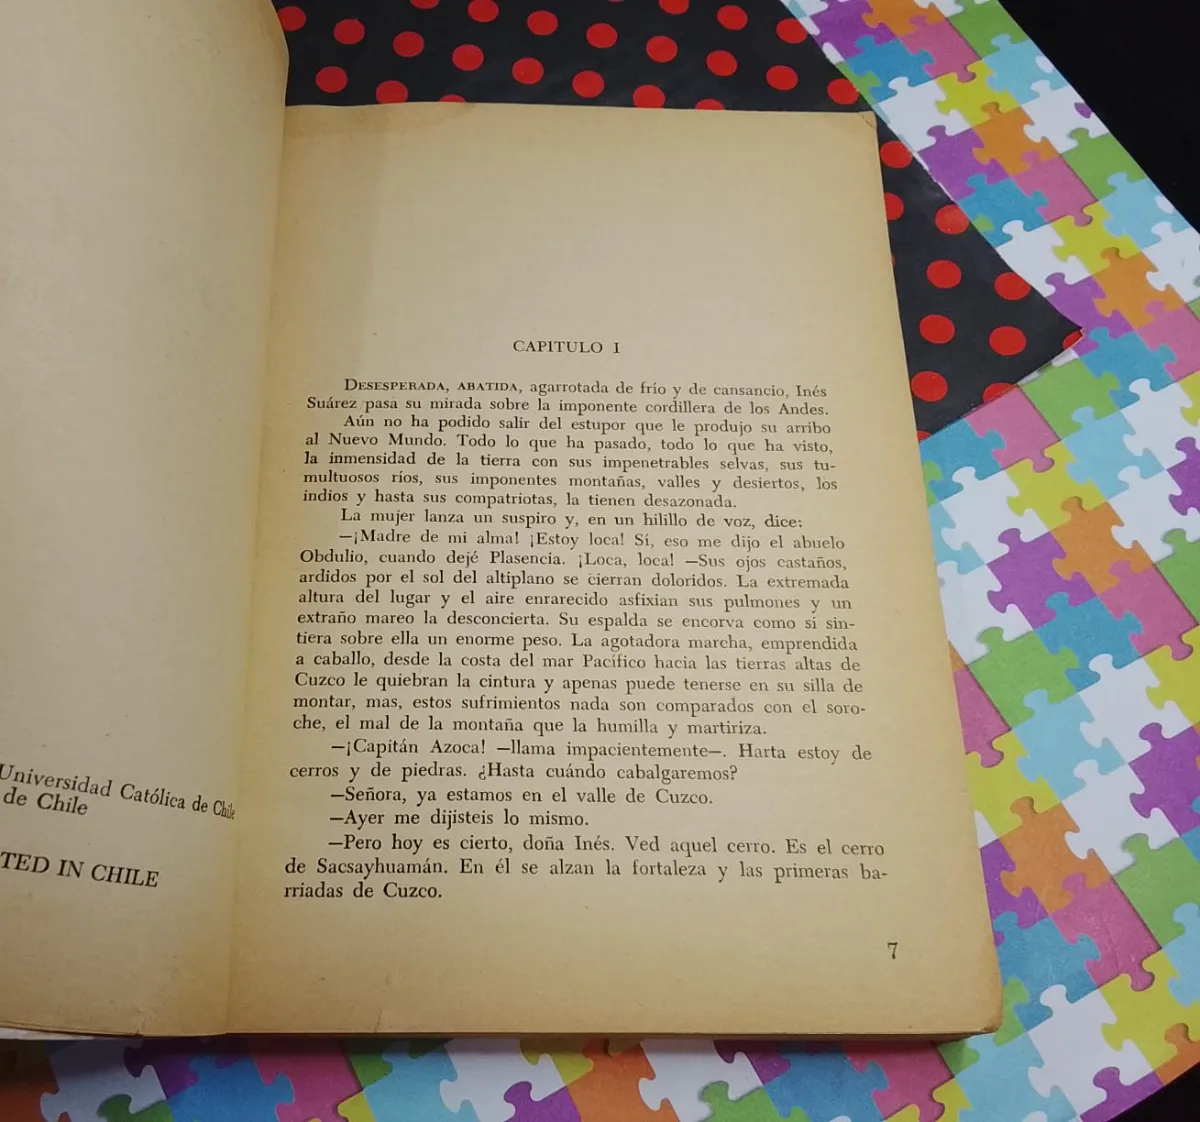 Universidad Católica de Chile
de Chile
TED IN CHILE
CAPITULO I
DESESPERADA, ABATIDA, agarrotada de frío y de cansancio, Inés
Suárez pasa su mirada sobre la imponente cordillera de los Andes.
Aún no ha podido salir del estupor que le produjo su arribo
al Nuevo Mundo. Todo lo que ha pasado, todo lo que ha visto,
la inmensidad de la tierra con sus impenetrables selvas, sus tu-
multuosos ríos, sus imponentes montañas, valles y desiertos, los
indios y hasta sus compatriotas, la tienen desazonada.
La mujer lanza un suspiro y, en un hilillo de voz, dice:
—¡Madre de mi alma! ¡Estoy loca! Sí, eso me dijo el abuelo
Obdulio, cuando dejé Plasencia. ¡Loca, loca! —Sus ojos castaños,
ardidos por el sol del altiplano se cierran doloridos. La extremada
altura del lugar y el aire enrarecido asfixian sus pulmones y un
extraño mareo la desconcierta. Su espalda se encorva como si sin-
tiera sobre ella un enorme peso. La agotadora marcha, emprendida
a caballo, desde la costa del mar Pacífico hacia las tierras altas de
Cuzco le quiebran la cintura y apenas puede tenerse en su silla de
montar, mas, estos sufrimientos nada son comparados con el soro-
che, el mal de la montaña que la humilla y martiriza.
—¡Capitán Azoca! —llama impacientemente—. Harta estoy de
cerros y de piedras. ¿Hasta cuándo cabalgaremos?
—Señora, ya estamos en el valle de Cuzco.
—Ayer me dijisteis lo mismo.
—Pero hoy es cierto, doña Inés. Ved aquel cerro. Es el cerro
de Sacsayhuamán. En él se alzan la fortaleza y las primeras ba-
rriadas de Cuzco.
7